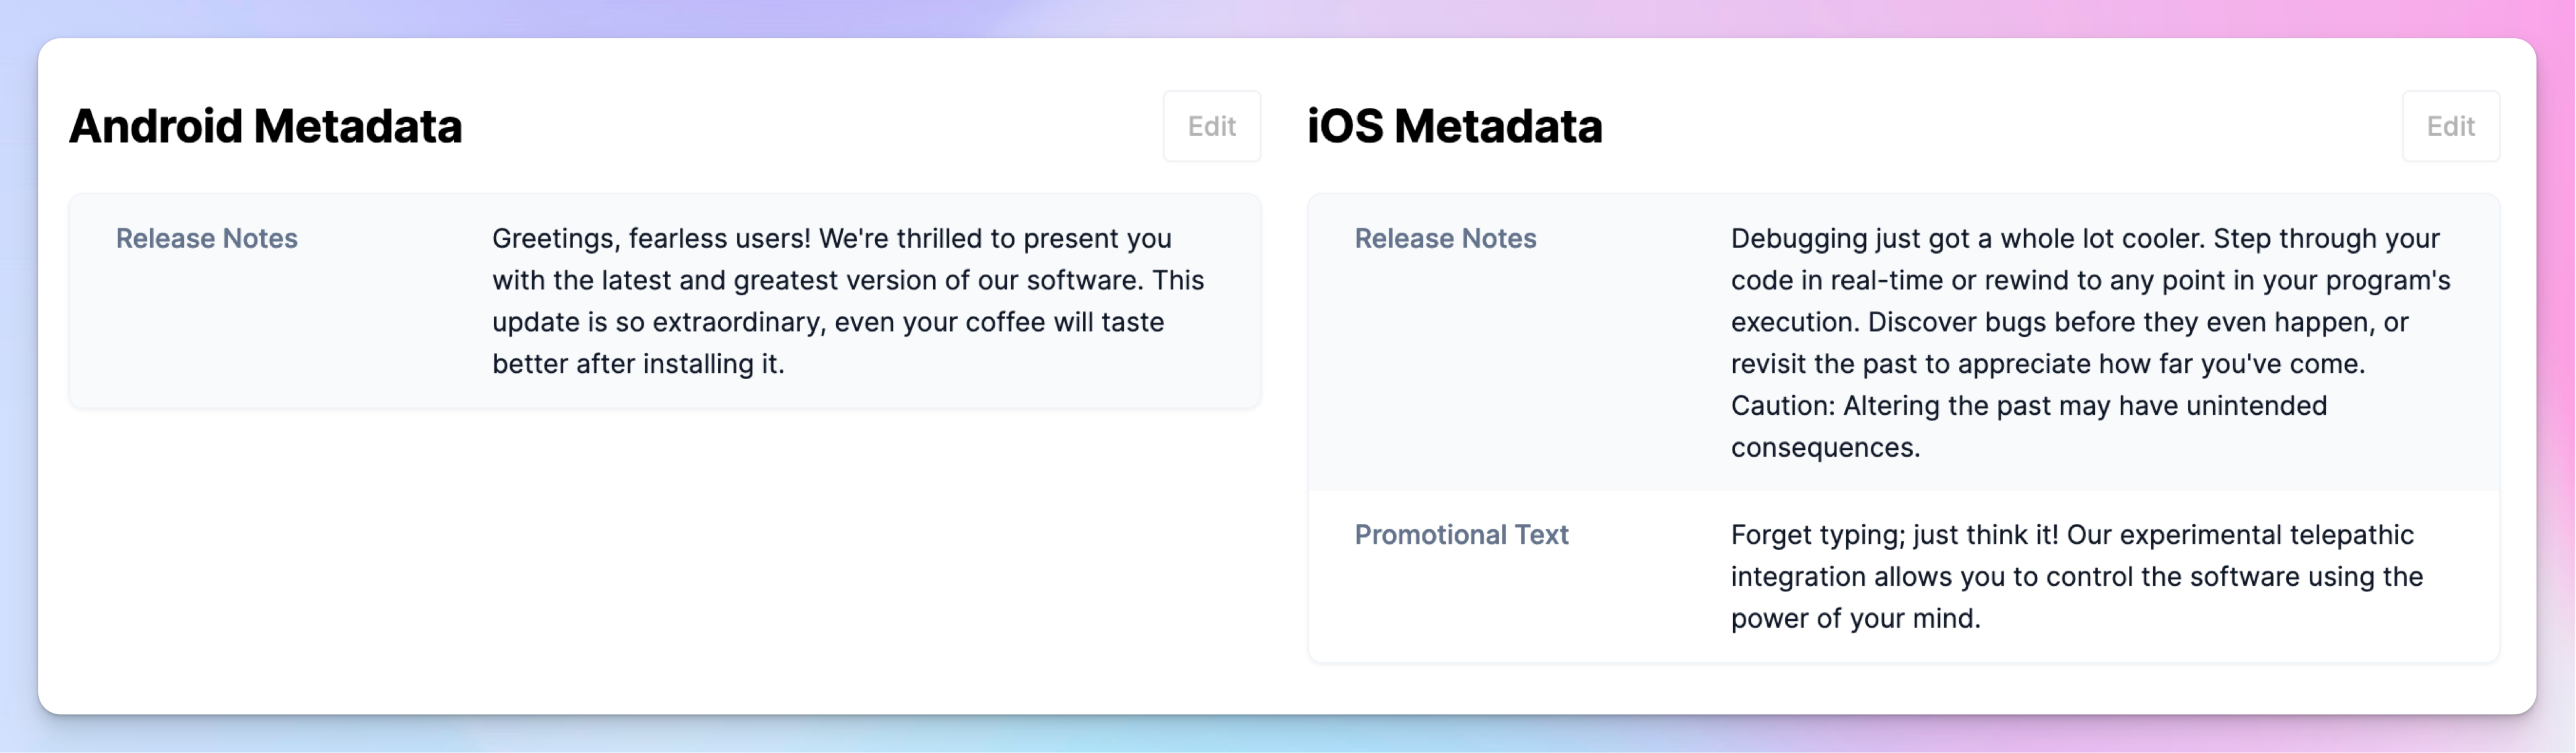 Android Metadata
Edit
Release Notes
Greetings, fearless users! We're thrilled to present you
with the latest and greatest version of our software. This
update is so extraordinary, even your coffee will taste
better after installing it.
iOS Metadata
Edit
Release Notes
Debugging just got a whole lot cooler. Step through your
code in real-time or rewind to any point in your program's
execution. Discover bugs before they even happen, or
revisit the past to appreciate how far you've come.
Caution: Altering the past may have unintended
consequences.
Promotional Text
Forget typing; just think it! Our experimental telepathic
integration allows you to control the software using the
power of your mind.